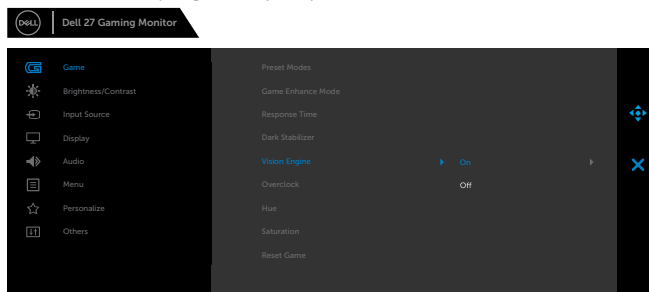 DELL
Dell 27 Gaming Monitor
Game
Brightness/Contrast
Input Source
Display
Audio
Menu
Personalize
Others
Preset Modes
Game Enhance Mode
Response Time
Dark Stabilizer
Vision Engine
Overclock
Hue
Saturation
Reset Game
On
Off